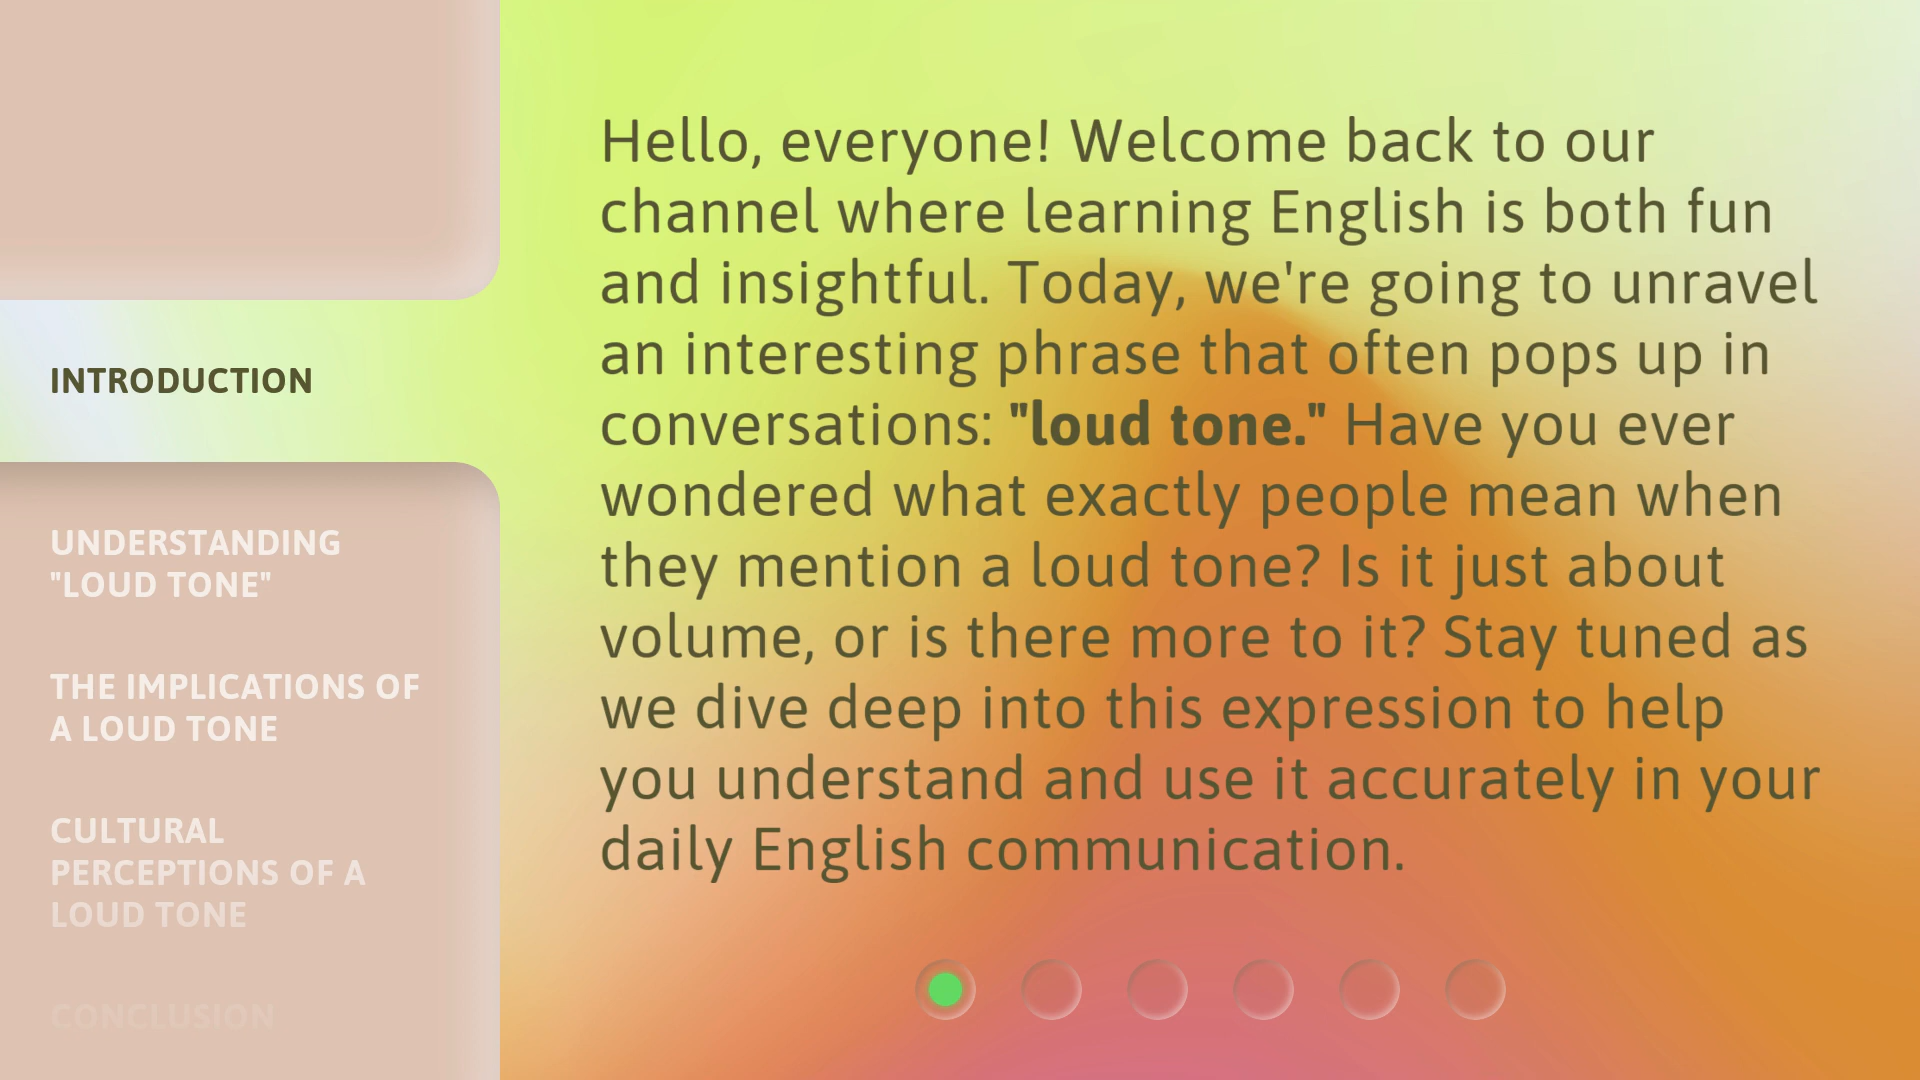 INTRODUCTION
UNDERSTANDING
"LOUD TONE"
THE IMPLICATIONS OF
A LOUD TONE
CULTURAL
PERCEPTIONS OF A
LOUD TONE
CONCLUSION
Hello, everyone! Welcome back to our
channel where learning English is both fun
and insightful. Today, we're going to unravel
an interesting phrase that often pops up in
conversations: "loud tone." Have you ever
wondered what exactly people mean when
they mention a loud tone? Is it just about
volume, or is there more to it? Stay tuned as
we dive deep into this expression to help
you understand and use it accurately in your
daily English communication.